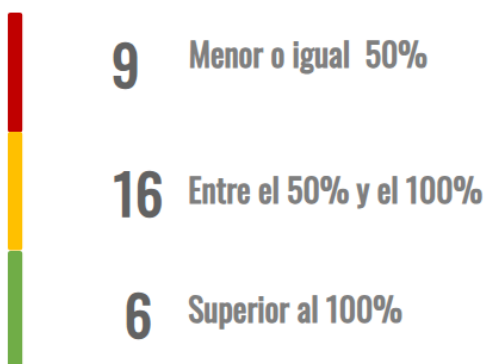 9 Menor o igual 50%
16 Entre el 50% y el 100%
6 Superior al 100%